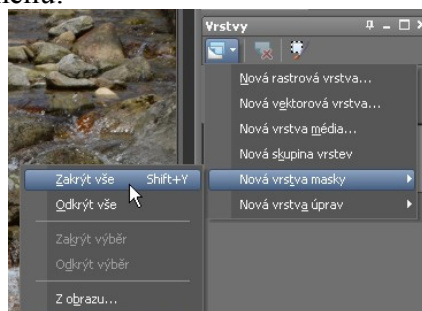 Vrstvy
Nová rastrová vrstva...
Nová vektorová vrstva...
Nová vrstva média...
Nová skupina vrstev
Nová vrstva masky
Nová vrstva úprav
Zakrýt vše Shift+Y
Odkrýt vše
Zakrýt výběr
Odkrýt výběr
Z obrazu...